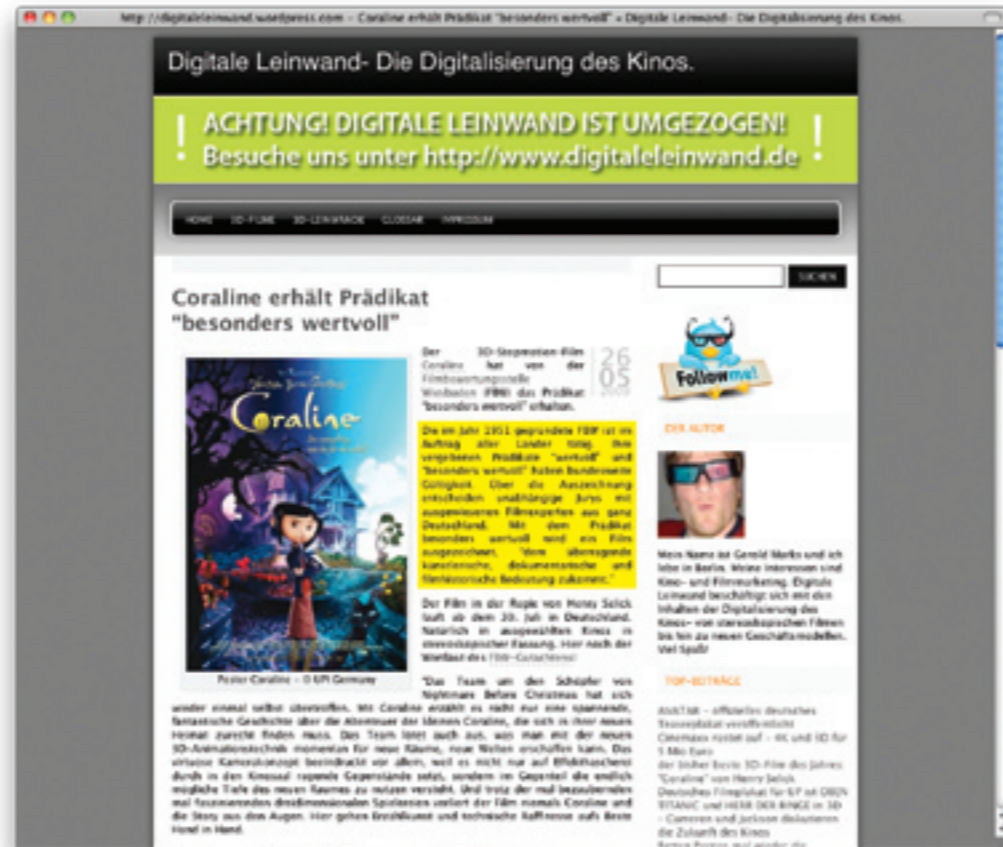 http://digitaleleinwand.wordpress.com – Coraline erhält Prädikat "besonders wertvoll" « Digitale Leinwand– Die Digitalisierung des Kinos.
Digitale Leinwand- Die Digitalisierung des Kinos.
! ACHTUNG! DIGITALE LEINWAND IST UMGEZOGEN! !
Besuche uns unter http://www.digitaleleinwand.de
HOME 3D-FILME 3D-LEINWÄNDE GLOSSAR IMPRESSUM
SUCHEN
Coraline erhält Prädikat
"besonders wertvoll"
Coraline
Poster Coraline – © UPI Germany
26
05
Der 3D-Stopmotion-Film
Coraline hat von der
Filmbewertungsstelle
Wiesbaden (FBW) das Prädikat
"besonders wertvoll" erhalten.
Die im Jahr 1951 gegründete FBW ist im
Auftrag aller Länder tätig. Ihre
vergebenen Prädikate "wertvoll" und
"besonders wertvoll" haben bundesweite
Gültigkeit. Über die Auszeichnung
entscheiden unabhängige Jurys mit
ausgewiesenen Filmexperten aus ganz
Deutschland. Mit dem Prädikat
besonders wertvoll wird ein Film
ausgezeichnet, "dem überragende
künstlerische, dokumentarische und
filmhistorische Bedeutung zukommt."
Der Film in der Regie von Henry Selick
läuft ab dem 20. Juli in Deutschland.
Natürlich in ausgewählten Kinos in
stereoskopischer Fassung. Hier noch der
Wortlaut des FBW-Gutachtens:
"Das Team um den Schöpfer von
Nightmare Before Christmas hat sich
wieder einmal selbst übertroffen. Mit Coraline erzählt es nicht nur eine spannende,
fantastische Geschichte über die Abenteuer der kleinen Coraline, die sich in ihrer neuen
Heimat zurecht finden muss. Das Team lotet auch aus, was man mit der neuen
3D-Animationstechnik momentan für neue Räume, neue Welten erschaffen kann. Das
virtuose Kamerakonzept beeindruckt vor allem, weil es nicht nur auf Effekthascherei
durch in den Kinosaal ragende Gegenstände setzt, sondern im Gegenteil die endlich
mögliche Tiefe des neuen Raumes zu nutzen versteht. Und trotz der mal bezaubernden
mal faszinierenden dreidimensionalen Spielereien verliert der Film niemals Coraline und
die Story aus den Augen. Hier gehen Erzählkunst und technische Raffinesse aufs Beste
Hand in Hand.
Follow me!
DER AUTOR
Mein Name ist Gerold Marks und ich
lebe in Berlin. Meine Interessen sind
Kino- und Filmmarketing. Digitale
Leinwand beschäftigt sich mit den
Inhalten der Digitalisierung des
Kinos– von stereoskopischen Filmen
bis hin zu neuen Geschäftsmodellen.
Viel Spaß!
TOP-BEITRÄGE
AVATAR – offizielles deutsches
Teaserplakat veröffentlicht
Cinemaxx rüstet auf – 4K und 3D für
5 Mio Euro
der bisher beste 3D-Film des Jahres:
"Coraline" von Henry Selick
Deutsches Filmplakat für UP ist OBEN
TITANIC und HERR DER RINGE in 3D
– Cameron und Jackson diskutieren
die Zukunft des Kinos